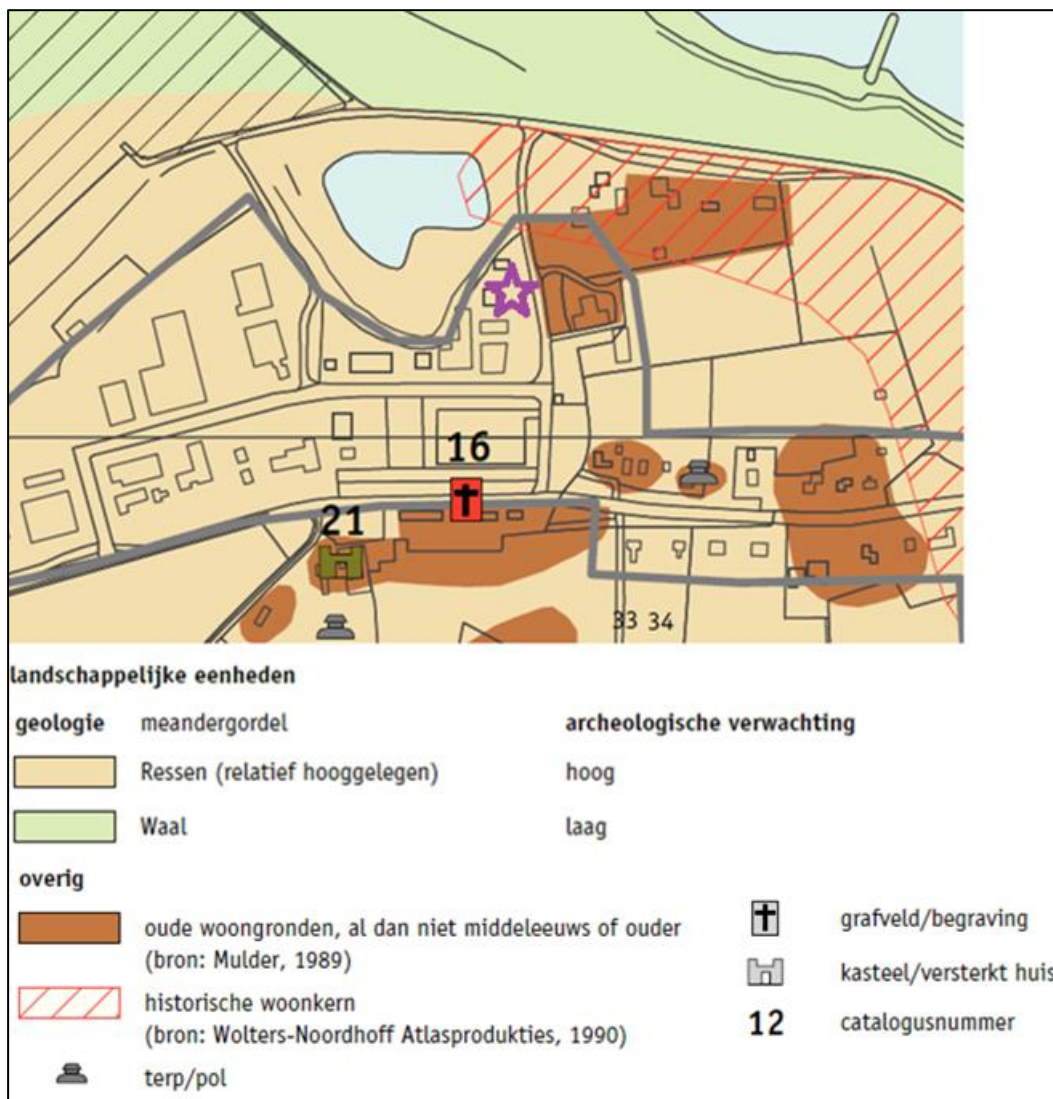 16
21
33 34
landschappelijke eenheden
geologie meandergordel archeologische verwachting
Ressen (relatief hooggelegen) hoog
Waal laag
overig
oude woongronden, al dan niet middeleeuws of ouder
(bron: Mulder, 1989)
historische woonkern
(bron: Wolters-Noordhoff Atlasprodukties, 1990)
terp/pol
grafveld/begraving
kasteel/versterkt huis
12 catalogusnummer